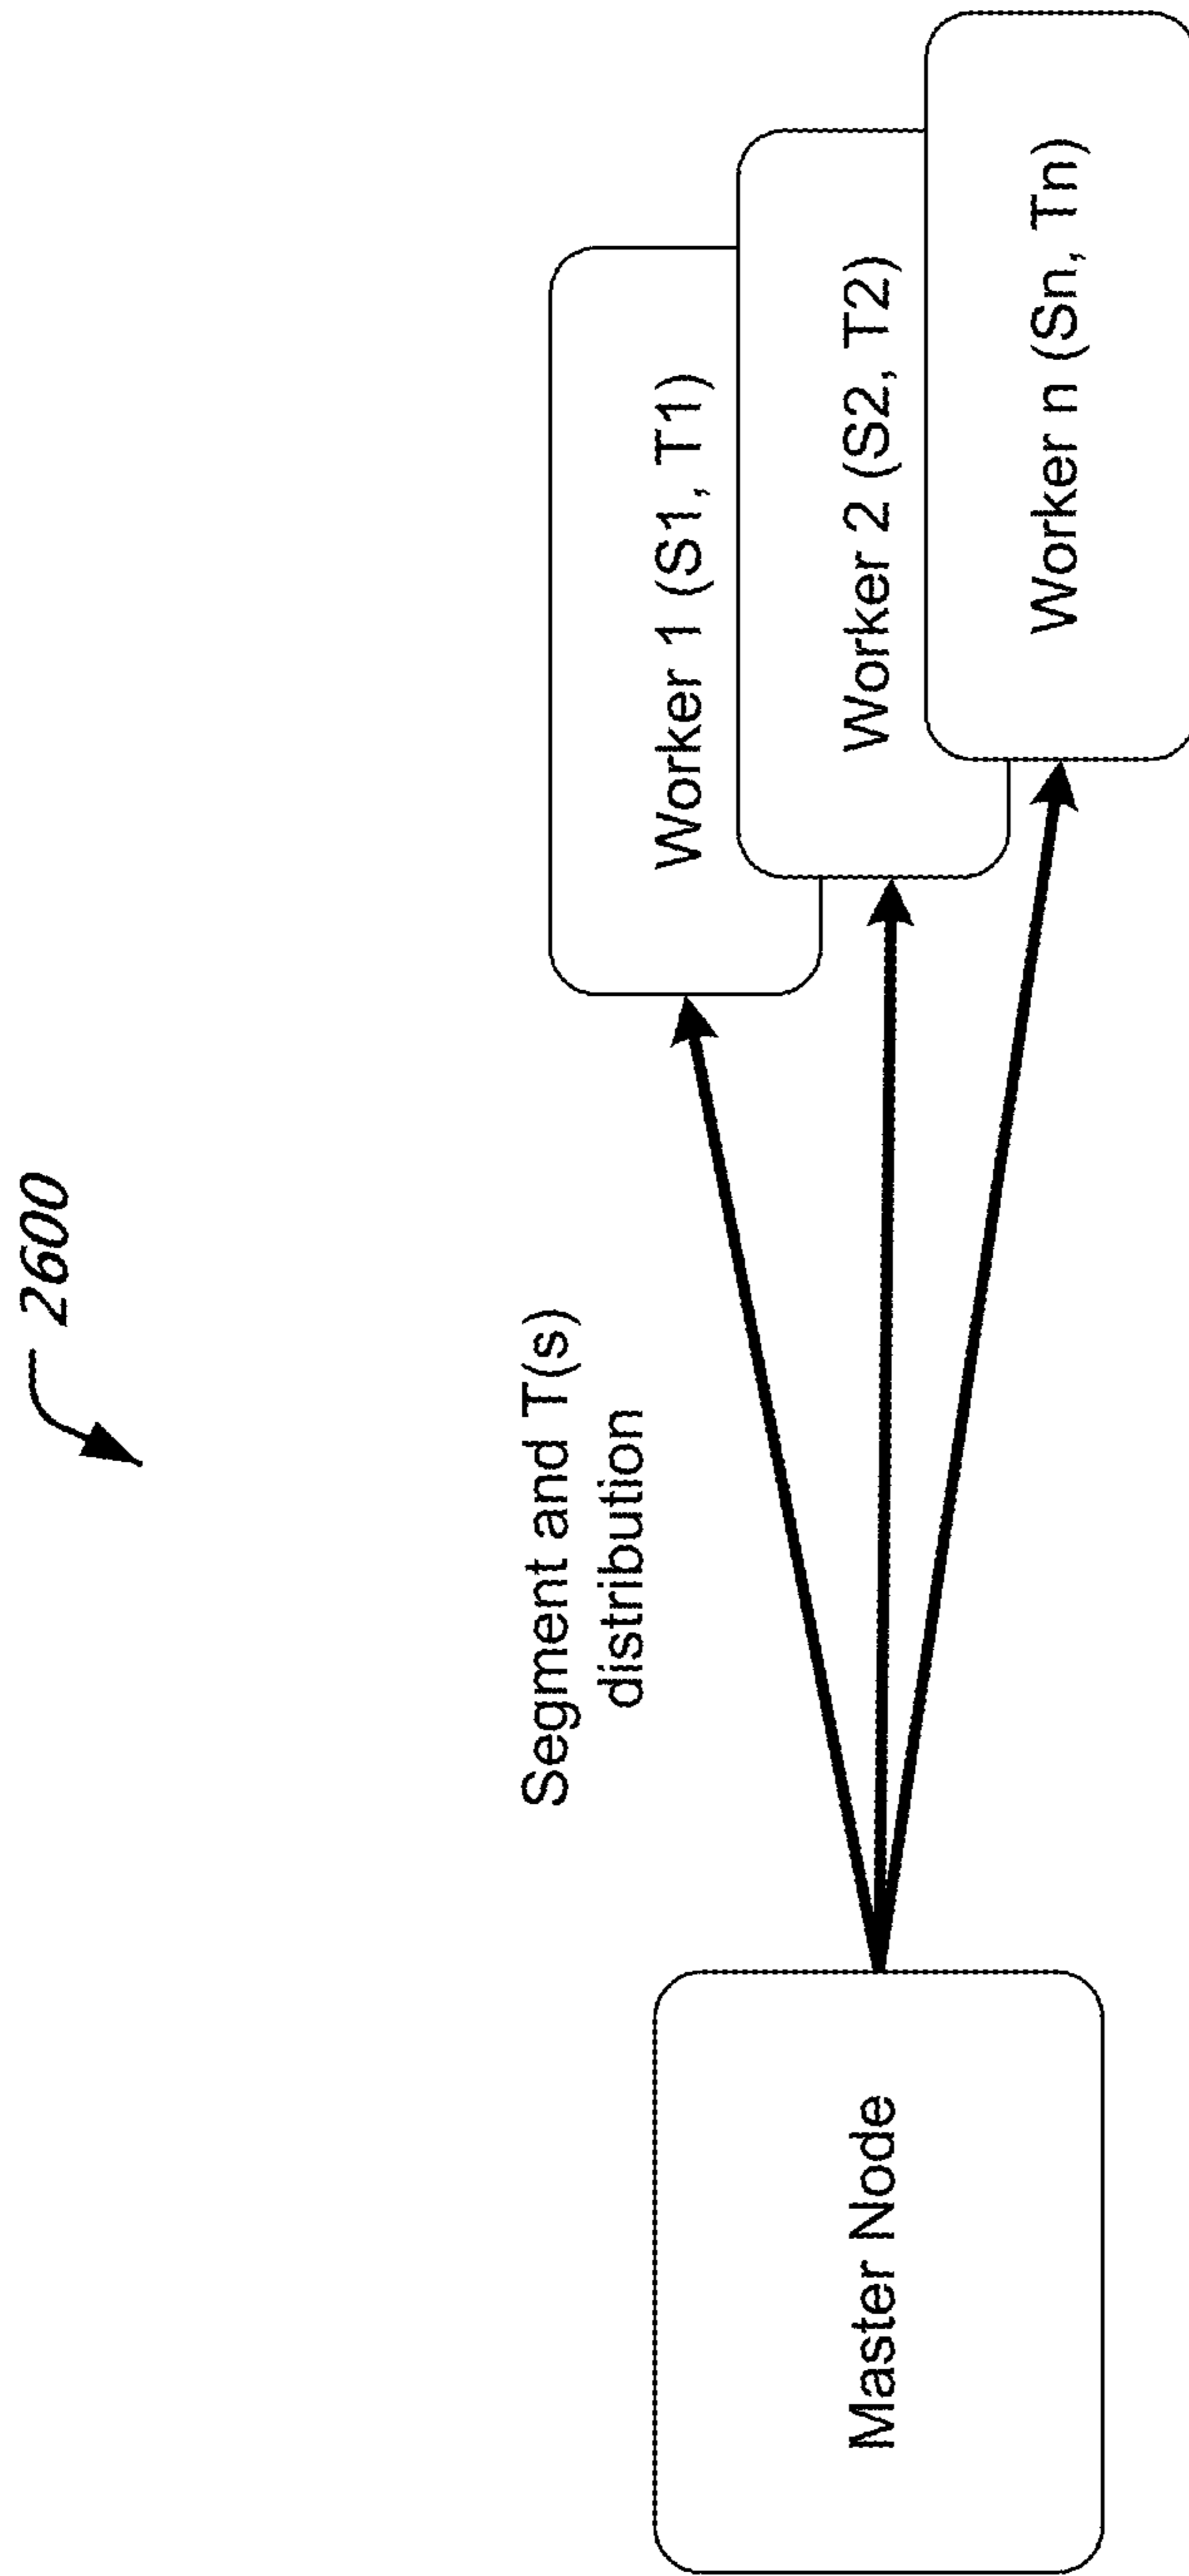 2600
Segment and T(s)
distribution
Master Node
Worker 1 (S1, T1)
Worker 2 (S2, T2)
Worker n (Sn, Tn)